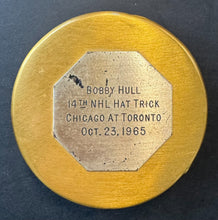 Bobby Hull
14th NHL Hat Trick
Chicago at Toronto
Oct. 23, 1965